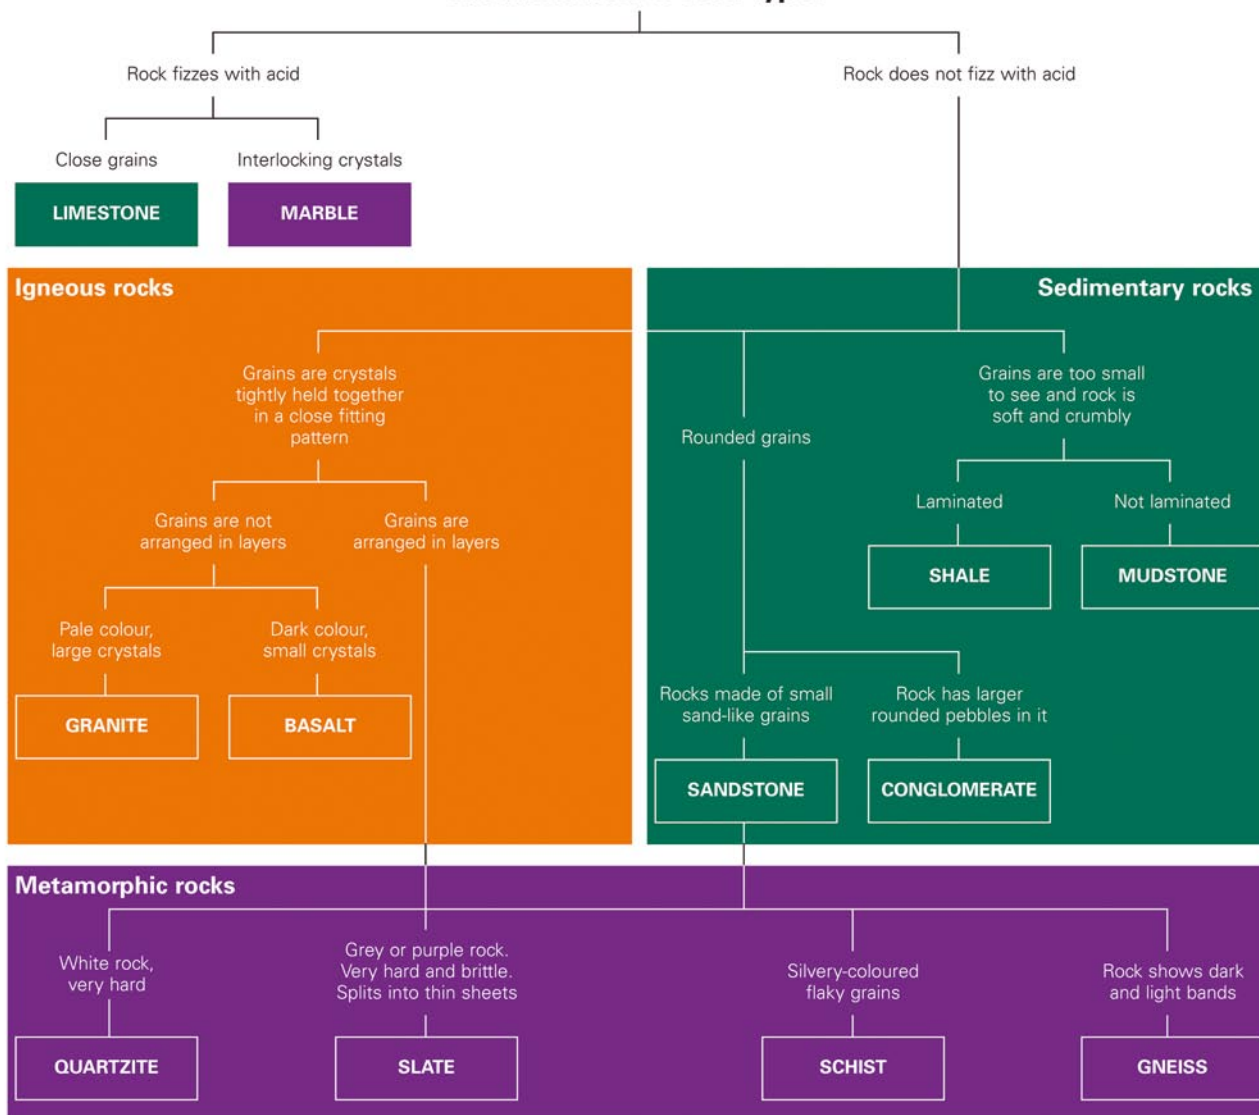 Rock fizzes with acid
Rock does not fizz with acid
Close grains
Interlocking crystals
LIMESTONE
MARBLE
Igneous rocks
Sedimentary rocks
Grains are crystals
tightly held together
in a close fitting
pattern
Rounded grains
Grains are too small
to see and rock is
soft and crumbly
Grains are not
arranged in layers
Grains are
arranged in layers
Laminated
Not laminated
SHALE
MUDSTONE
Pale colour,
large crystals
Dark colour,
small crystals
GRANITE
BASALT
Rocks made of small
sand-like grains
Rock has larger
rounded pebbles in it
SANDSTONE
CONGLOMERATE
Metamorphic rocks
White rock,
very hard
Grey or purple rock.
Very hard and brittle.
Splits into thin sheets
Silvery-coloured
flaky grains
Rock shows dark
and light bands
QUARTZITE
SLATE
SCHIST
GNEISS